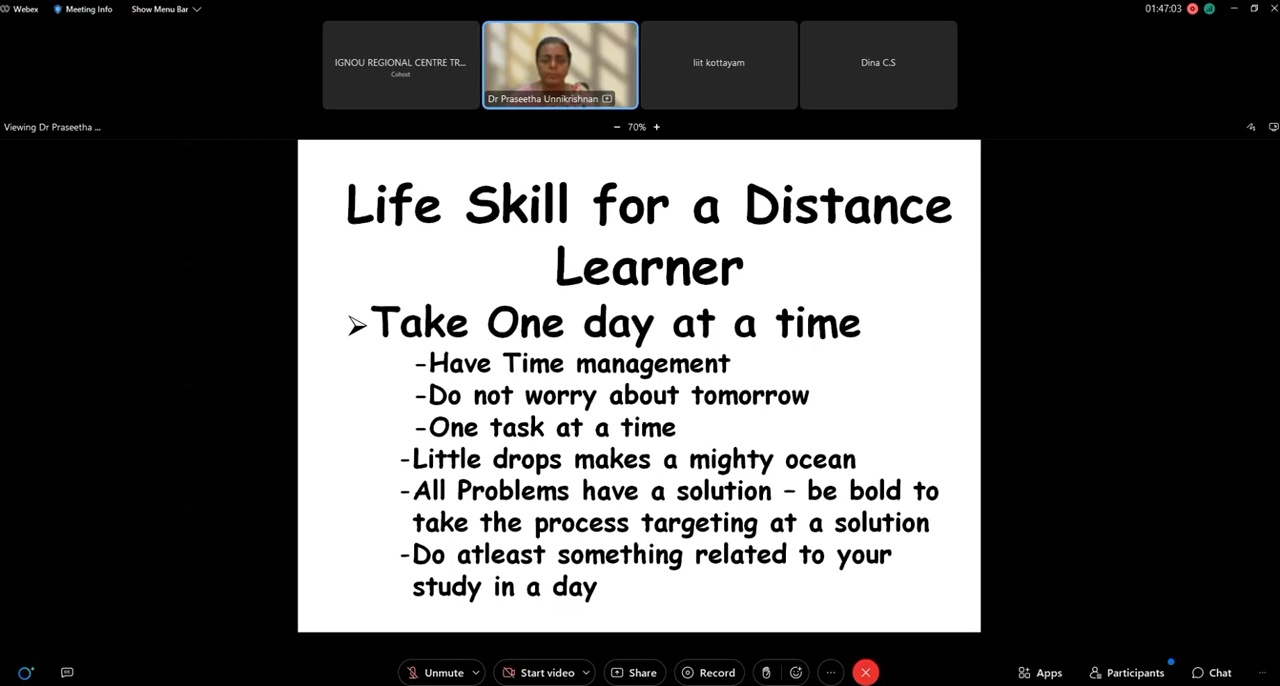 Webex
Meeting Info
Show Menu Bar
01:47:03
IGNOU REGIONAL CENTRE TR...
Cohost
Dr Praseetha Unnikrishnan
liit kottayam
Dina C.S
Viewing Dr Praseetha ...
− 70% +
Life Skill for a Distance
Learner
➢Take One day at a time
-Have Time management
-Do not worry about tomorrow
-One task at a time
-Little drops makes a mighty ocean
-All Problems have a solution – be bold to
take the process targeting at a solution
-Do atleast something related to your
study in a day
Unmute
Start video
Share
Record
Apps
Participants
Chat